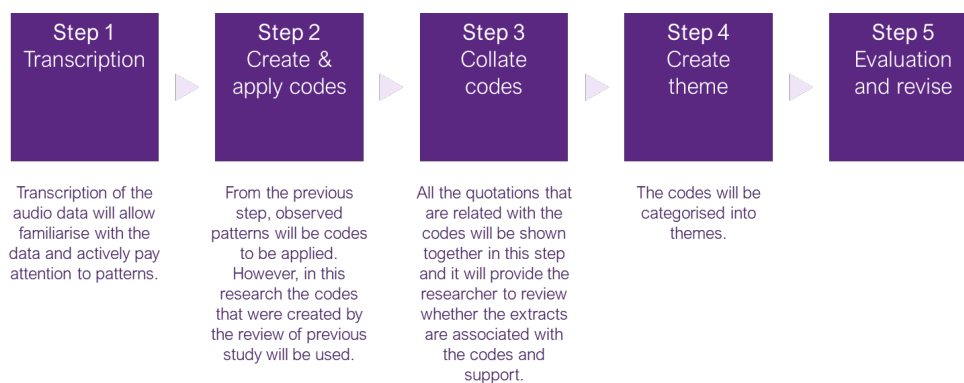 Step 1
Transcription
Step 2
Create &
apply codes
Step 3
Collate
codes
Step 4
Create
theme
Step 5
Evaluation
and revise
Transcription of the
audio data will allow
familiarise with the
data and actively pay
attention to patterns.
From the previous
step, observed
patterns will be codes
to be applied.
However, in this
research the codes
that were created by
the review of previous
study will be used.
All the quotations that
are related with the
codes will be shown
together in this step
and it will provide the
researcher to review
whether the extracts
are associated with
the codes and
support.
The codes will be
categorised into
themes.